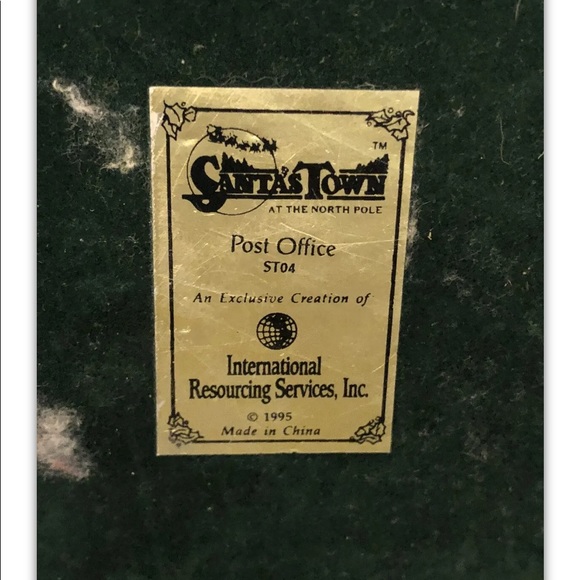 SANTA'S TOWN ™
AT THE NORTH POLE
Post Office
ST04
An Exclusive Creation of
International
Resourcing Services, Inc.
© 1995
Made in China